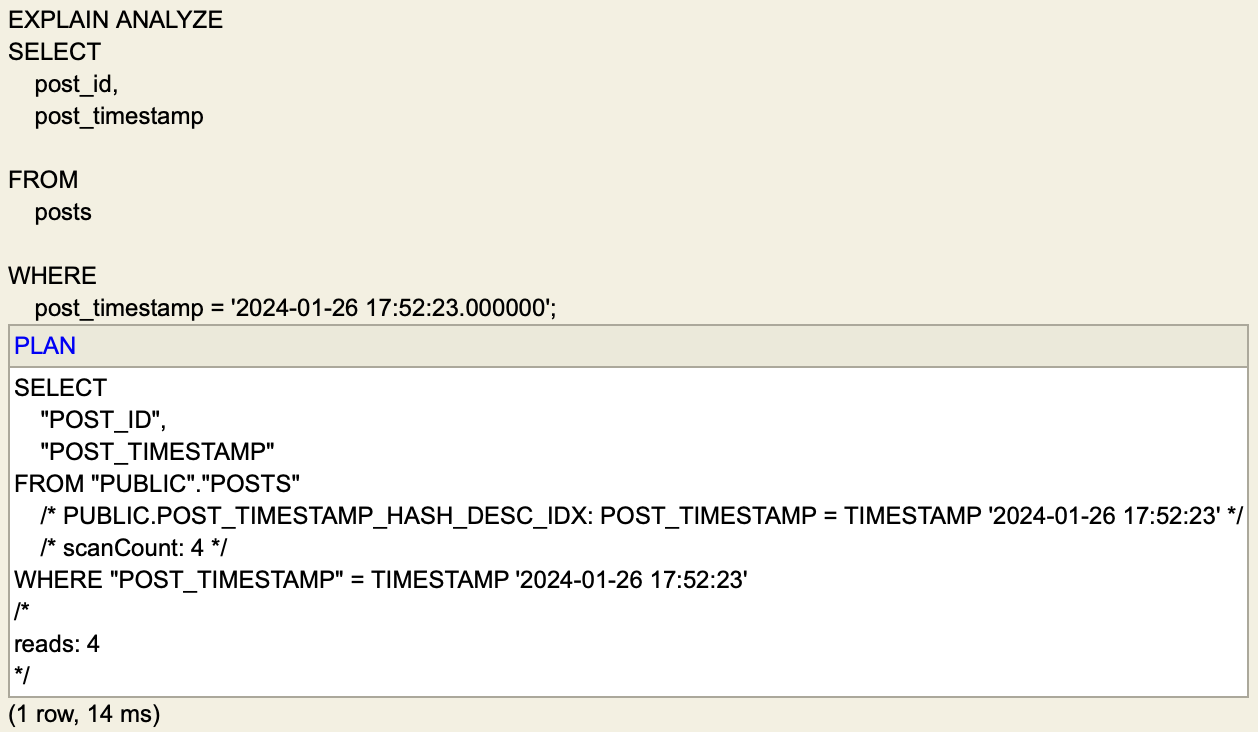 EXPLAIN ANALYZE
SELECT
post_id,
post_timestamp
FROM
posts
WHERE
post_timestamp = '2024-01-26 17:52:23.000000';
PLAN
SELECT
"POST_ID",
"POST_TIMESTAMP"
FROM "PUBLIC"."POSTS"
/* PUBLIC.POST_TIMESTAMP_HASH_DESC_IDX: POST_TIMESTAMP = TIMESTAMP '2024-01-26 17:52:23' */
/* scanCount: 4 */
WHERE "POST_TIMESTAMP" = TIMESTAMP '2024-01-26 17:52:23'
/*
reads: 4
*/
(1 row, 14 ms)